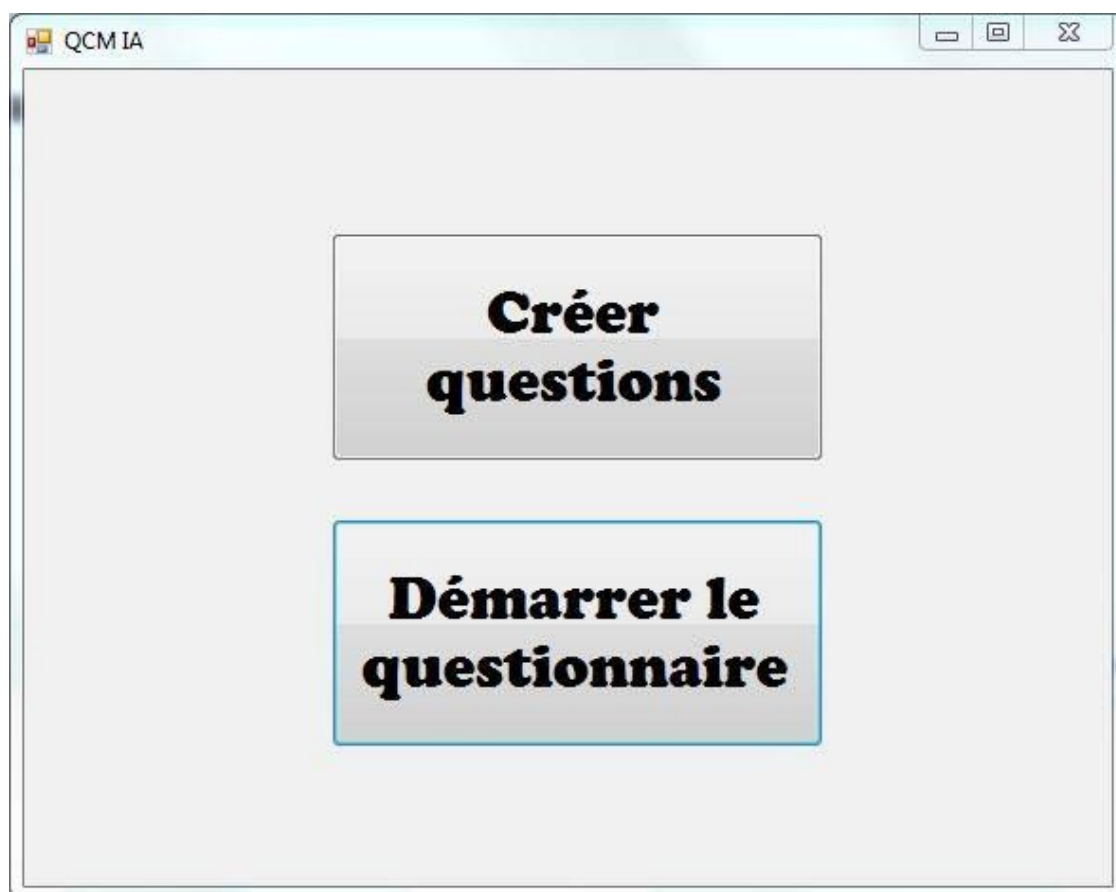 QCM IA
Créer
questions
Démarrer le
questionnaire